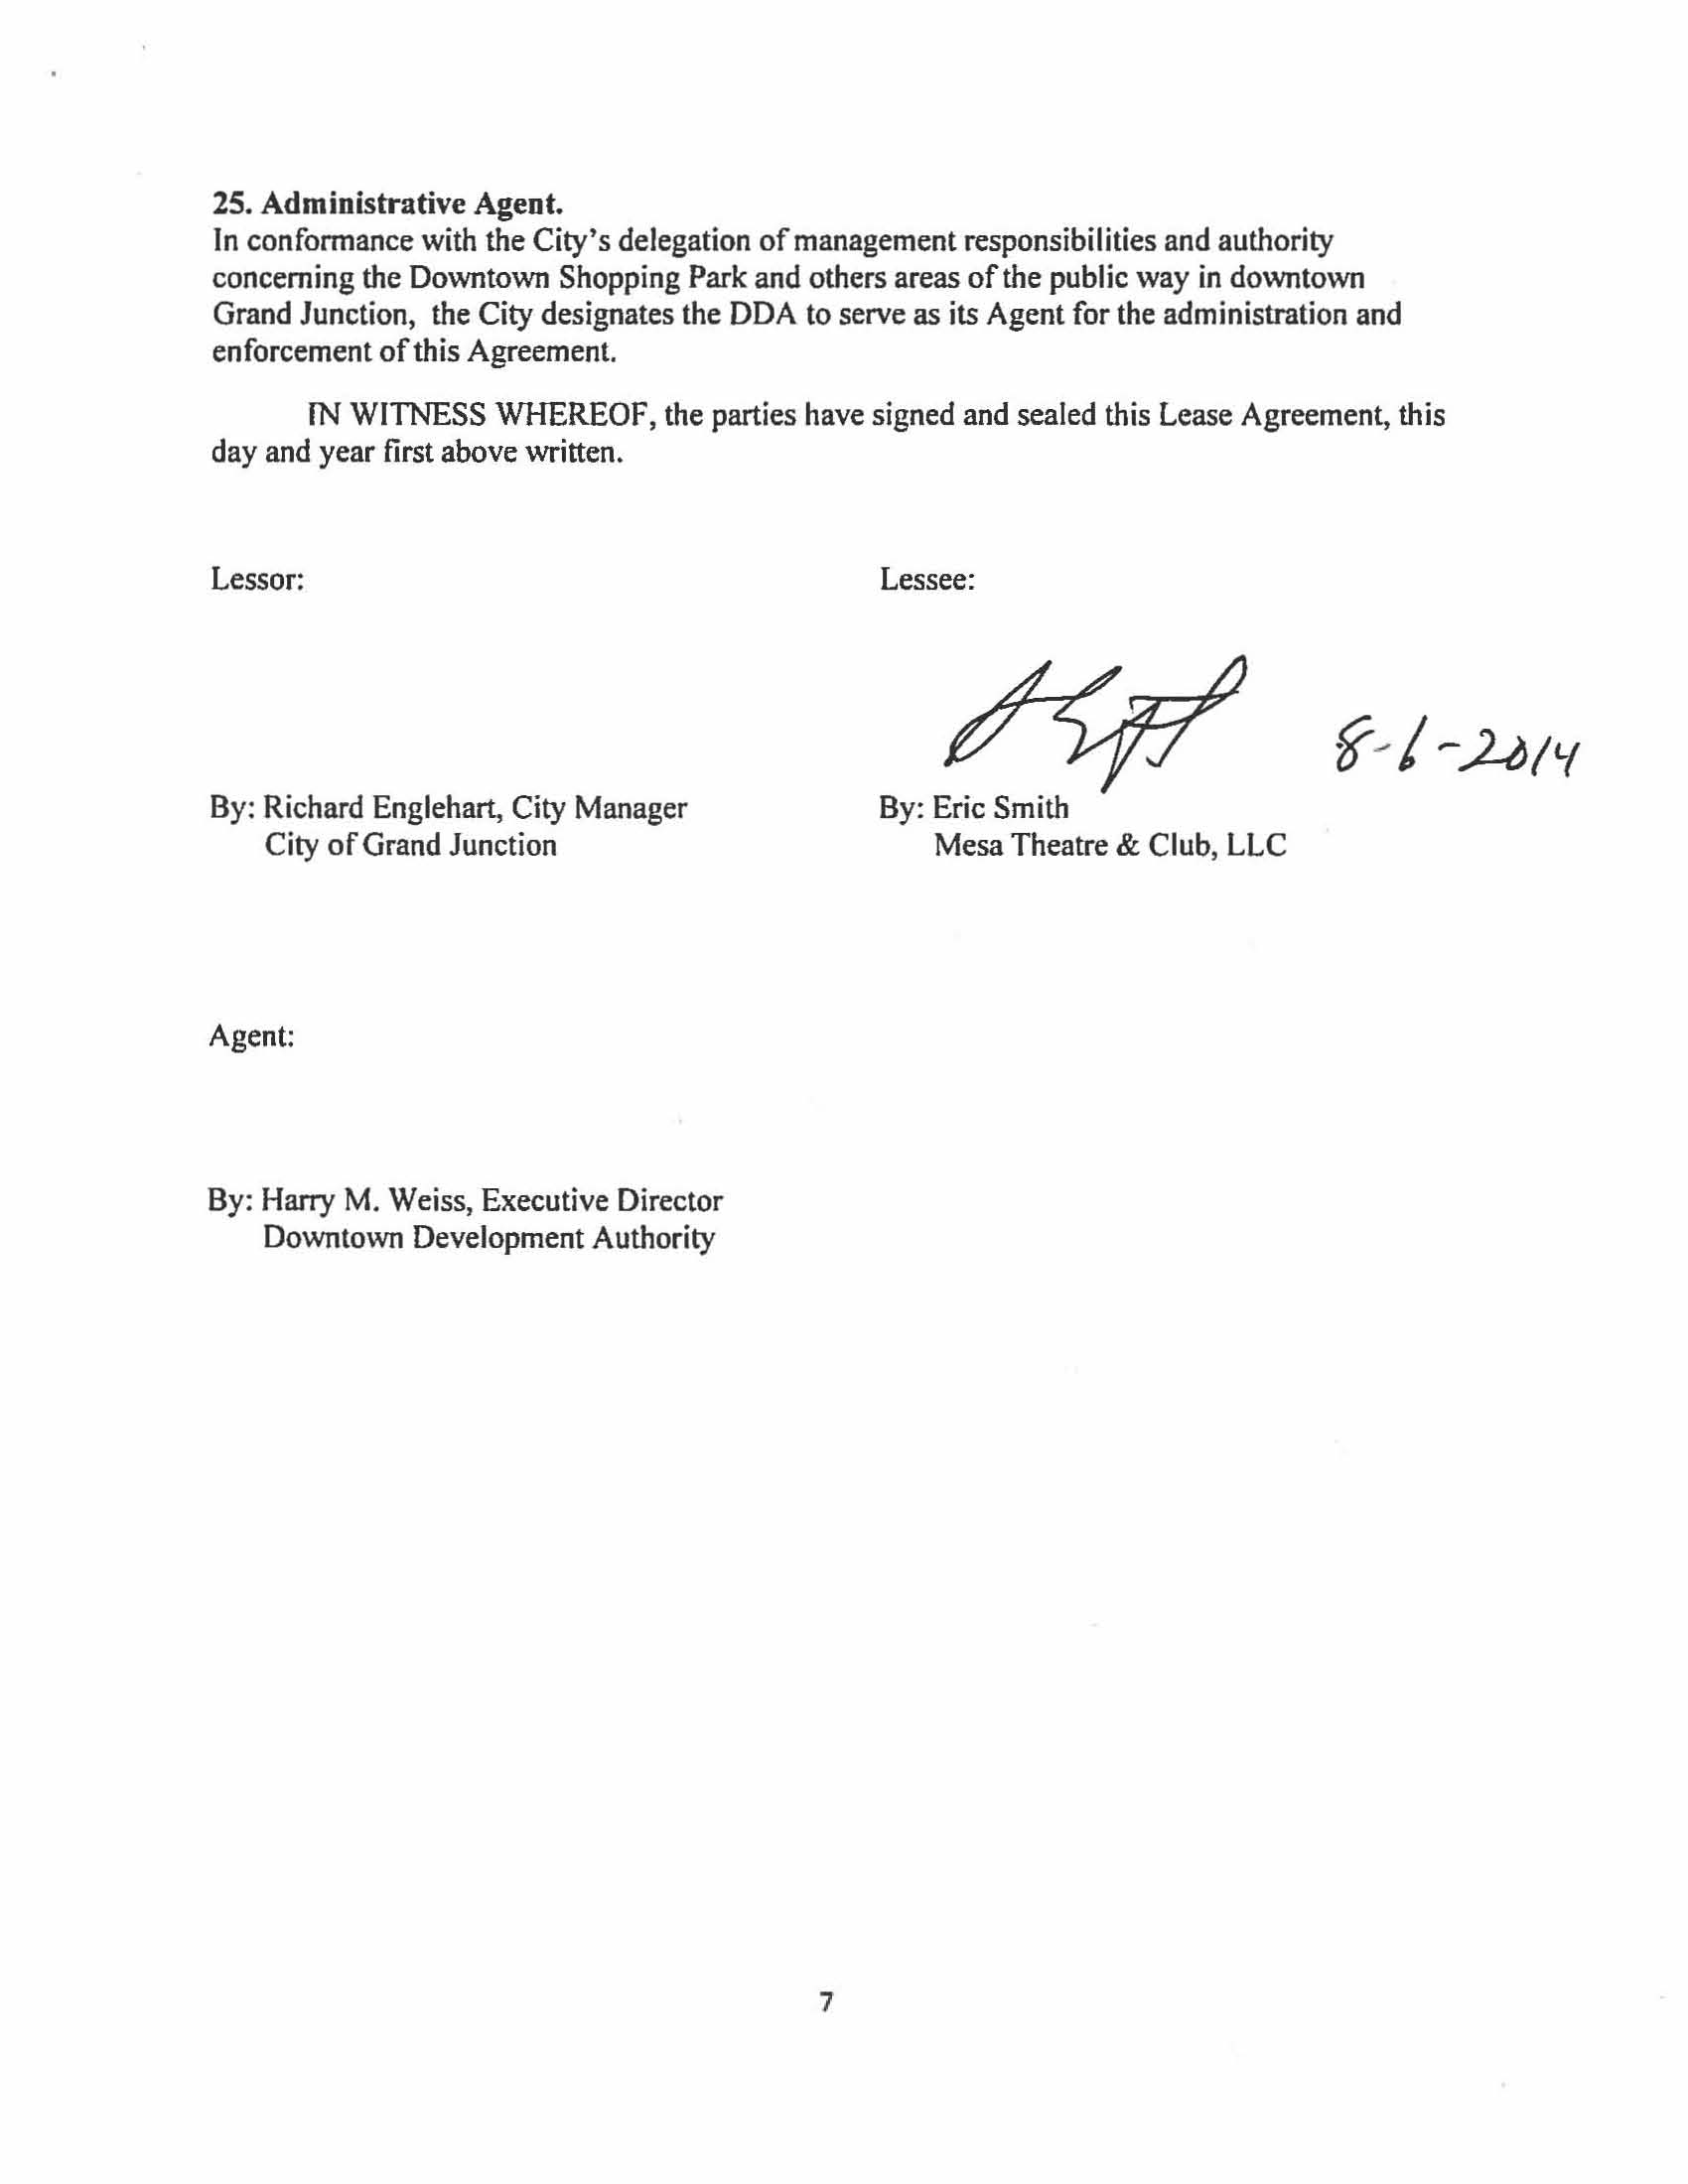 25. Administrative Agent.
In conformance with the City's delegation of management responsibilities and authority
concerning the Downtown Shopping Park and others areas of the public way in downtown
Grand Junction, the City designates the DDA to serve as its Agent for the administration and
enforcement of this Agreement.
IN WITNESS WHEREOF, the parties have signed and sealed this Lease Agreement, this
day and year first above written.
Lessor:
Lessee:
8-6-2014
By: Richard Englehart, City Manager
City of Grand Junction
By: Eric Smith
Mesa Theatre & Club, LLC
Agent:
By: Harry M. Weiss, Executive Director
Downtown Development Authority
7